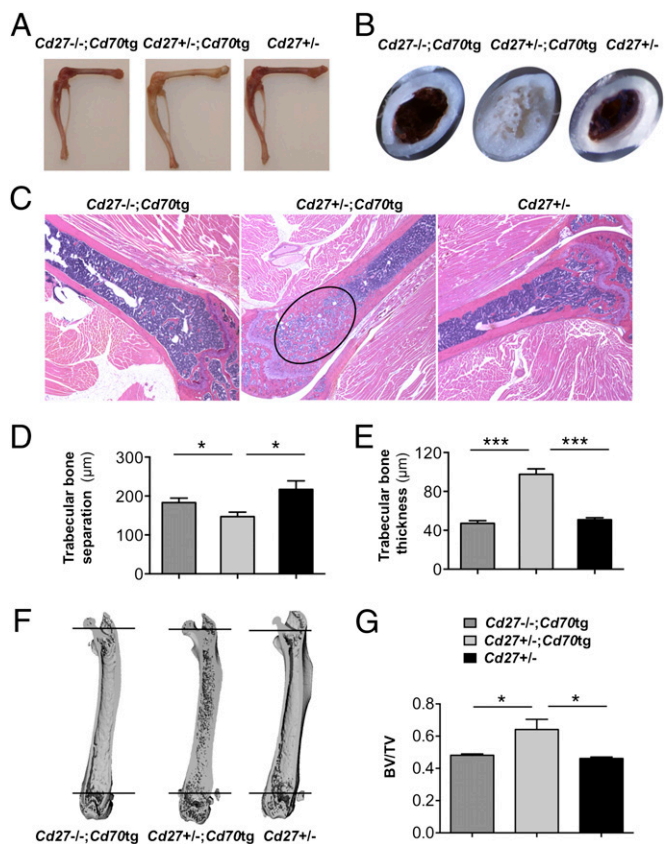 A
Cd27-/-;Cd70tg Cd27+/-;Cd70tg Cd27+/-
B
Cd27-/-;Cd70tg Cd27+/-;Cd70tg Cd27+/-
C
Cd27-/-;Cd70tg Cd27+/-;Cd70tg Cd27+/-
D
Trabecular bone
separation (μm)
300
200
100
0
* *
E
Trabecular bone
thickness (μm)
120
80
40
0
*** ***
F
Cd27-/-;Cd70tg Cd27+/-;Cd70tg Cd27+/-
G
Cd27-/-;Cd70tg
Cd27+/-;Cd70tg
Cd27+/-
BV/TV
0.8
0.6
0.4
0.2
0.0
* *